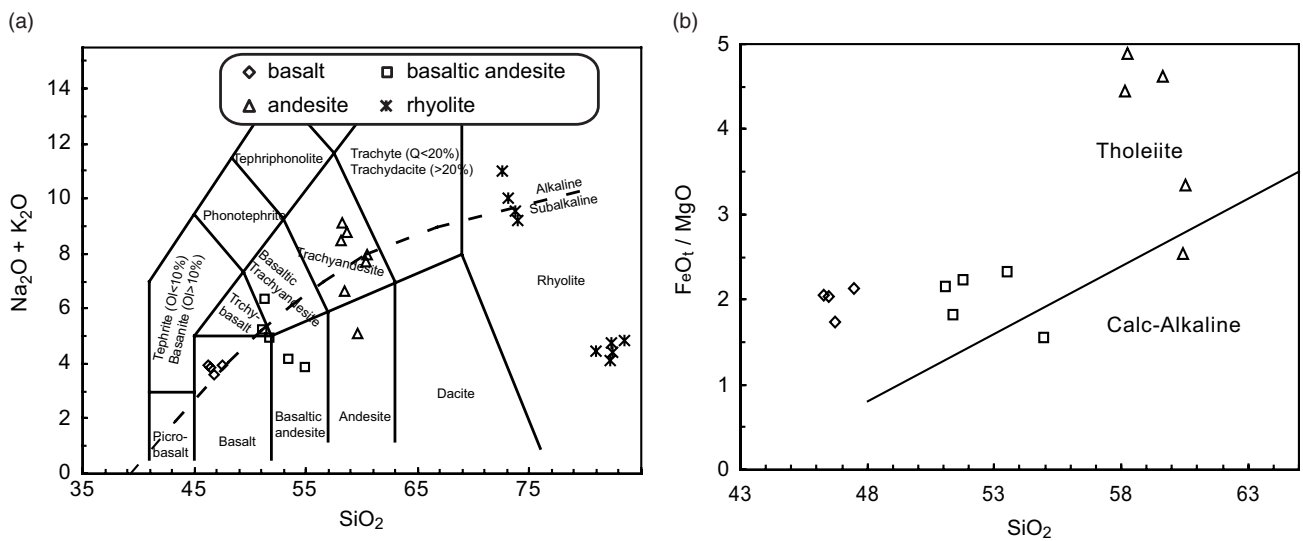 (a)
basalt
basaltic andesite
andesite
rhyolite
Na₂O + K₂O
14
12
10
8
6
4
2
0
Tephriphonolite
Trachyte (Q<20%)
Trachydacite (>20%)
Alkaline
Subalkaline
Phonotephrite
Trachyandesite
Basaltic
Trachyandesite
Trchy-
basalt
Tephrite (Ol<10%)
Basanite (Ol>10%)
Rhyolite
Dacite
Andesite
Basaltic
andesite
Basalt
Picro-
basalt
35
45
55
65
75
SiO₂
(b)
FeOt / MgO
5
4
3
2
1
0
Tholeiite
Calc-Alkaline
43
48
53
58
63
SiO₂